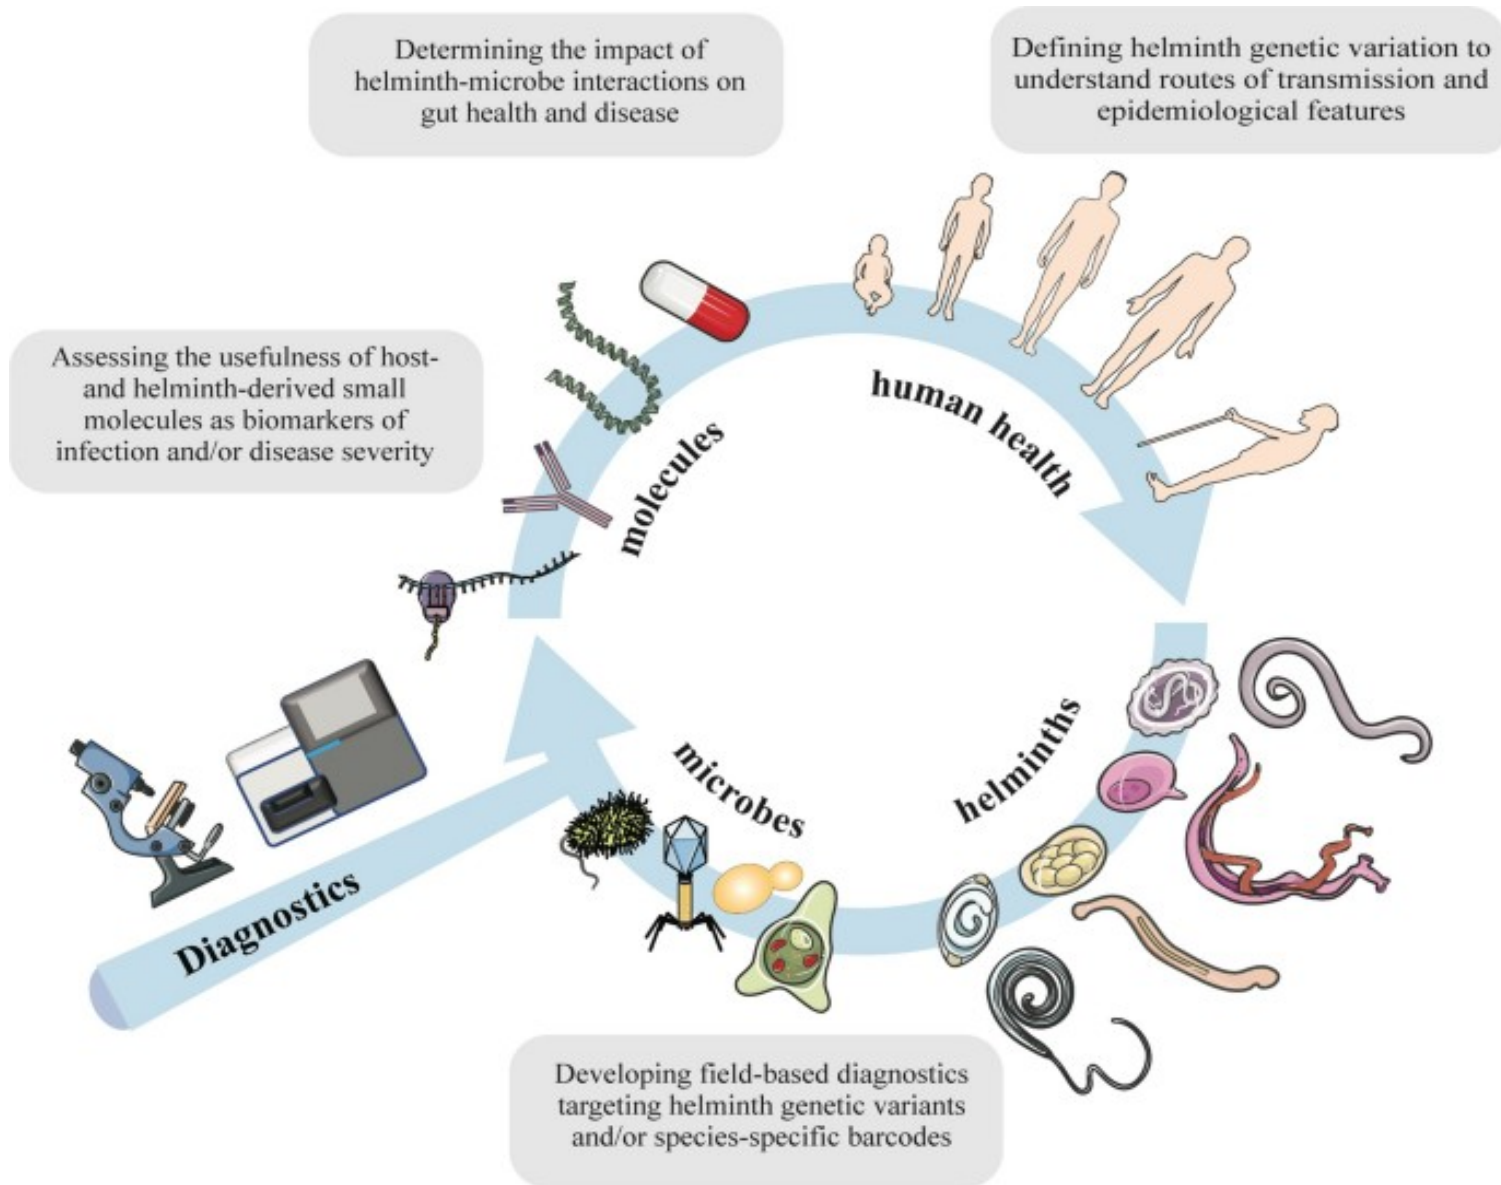 Determining the impact of
helminth-microbe interactions on
gut health and disease
Defining helminth genetic variation to
understand routes of transmission and
epidemiological features
Assessing the usefulness of host-
and helminth-derived small
molecules as biomarkers of
infection and/or disease severity
molecules
human health
helminths
microbes
Diagnostics
Developing field-based diagnostics
targeting helminth genetic variants
and/or species-specific barcodes